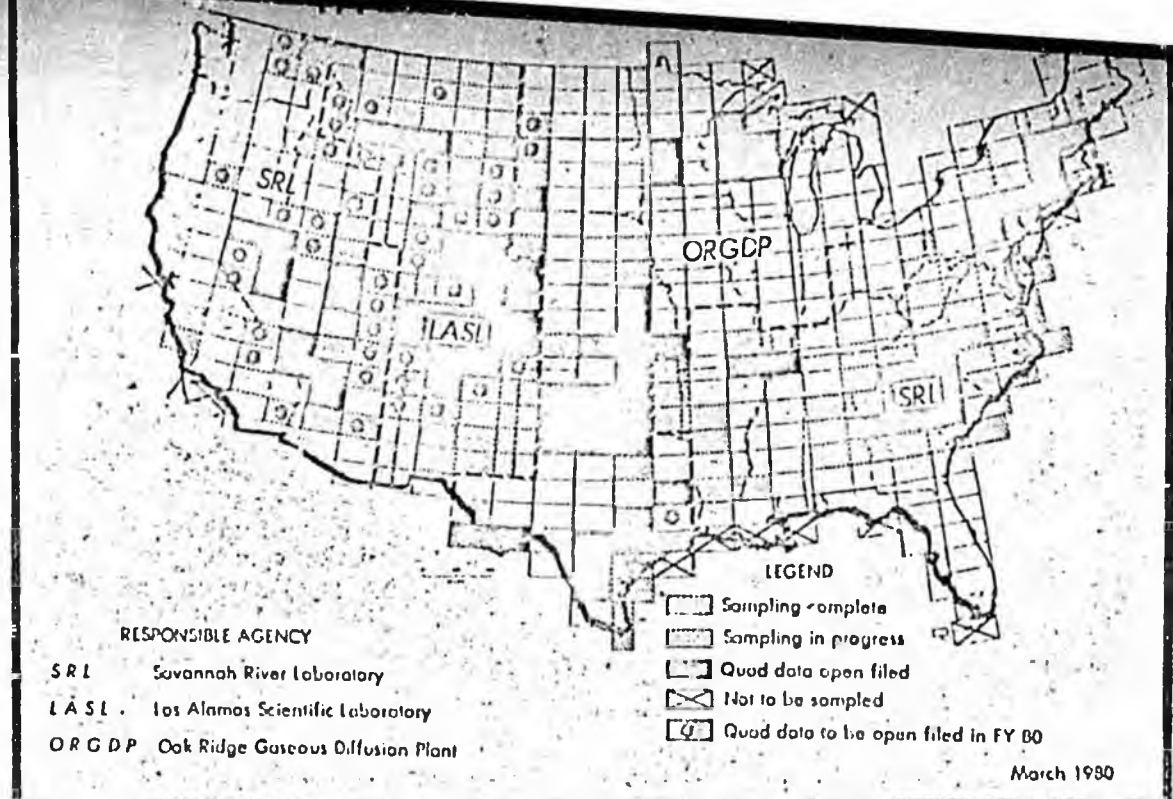 SRL
ORGDP
LASL
SRL
LEGEND
Sampling complete
Sampling in progress
Quad data open filed
Not to be sampled
Quad data to be open filed in FY 80
RESPONSIBLE AGENCY
SRL Savannah River Laboratory
LASL. Los Alamos Scientific Laboratory
ORGDP Oak Ridge Gaseous Diffusion Plant
March 1980